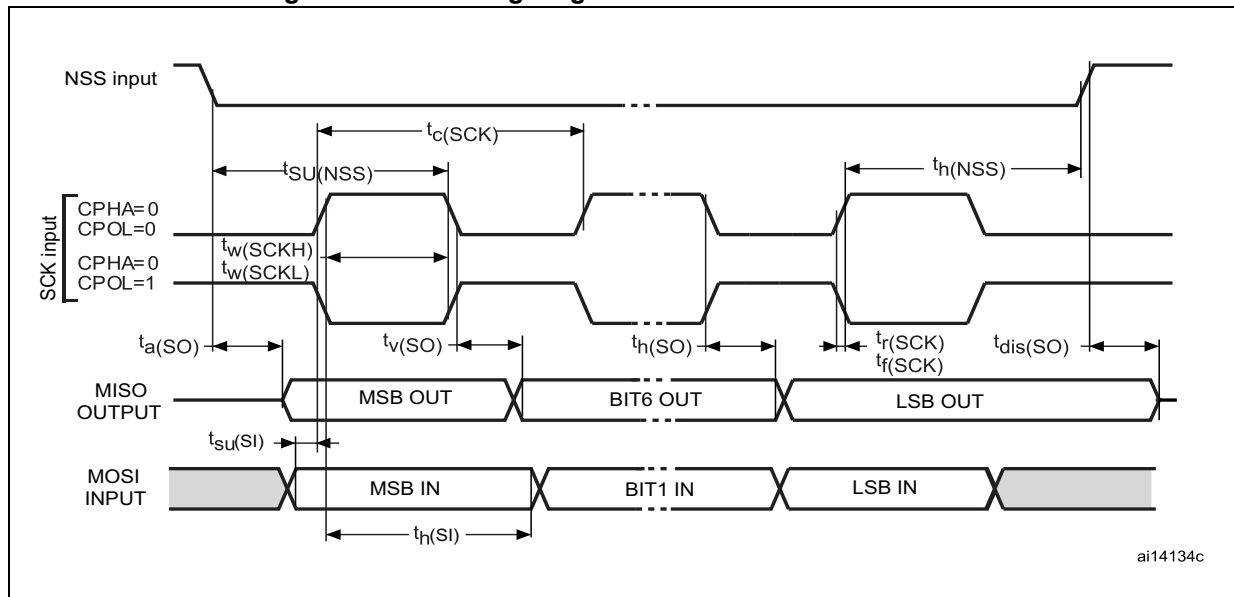 NSS input
tc(SCK)
tSU(NSS)
th(NSS)
SCK input
CPHA=0
CPOL=0
tw(SCKH)
CPHA=0
tw(SCKL)
CPOL=1
ta(SO)
tv(SO)
th(SO)
tr(SCK)
tf(SCK)
tdis(SO)
MISO
OUTPUT
MSB OUT
BIT6 OUT
LSB OUT
tsu(SI)
MOSI
INPUT
MSB IN
BIT1 IN
LSB IN
th(SI)
ai14134c